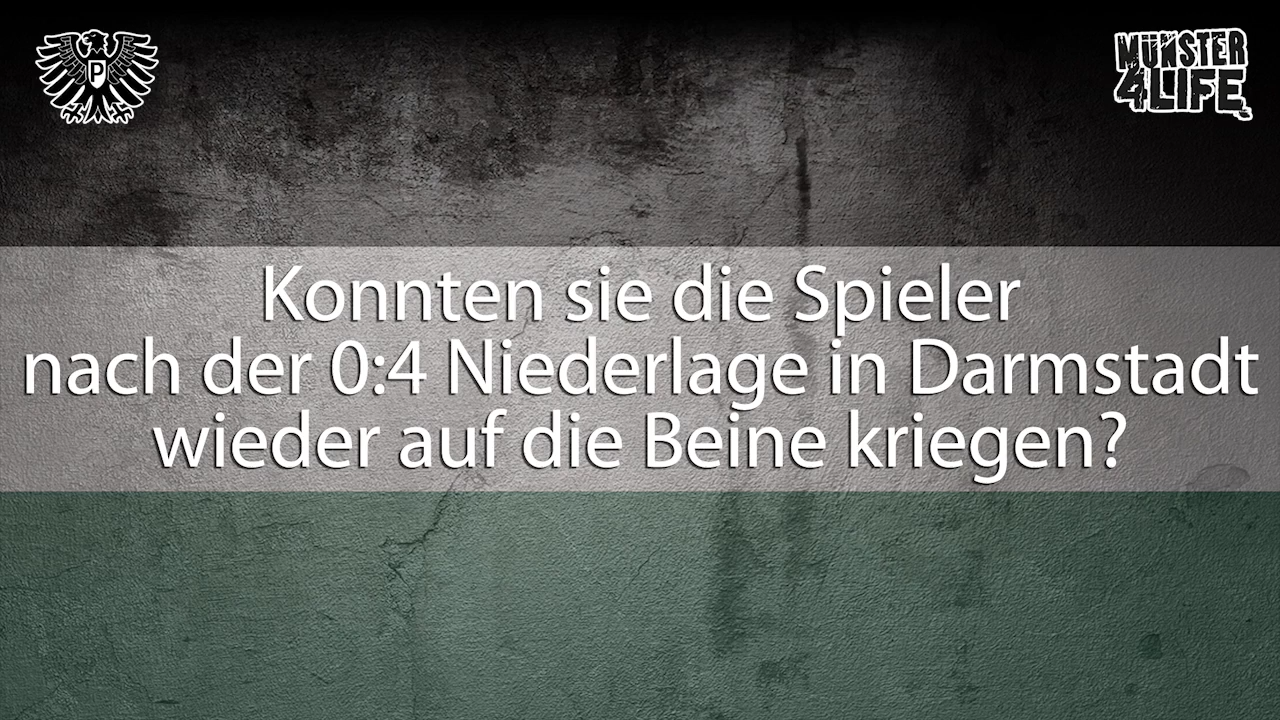 P
MÜNSTER
4LIFE
Konnten sie die Spieler
nach der 0:4 Niederlage in Darmstadt
wieder auf die Beine kriegen?